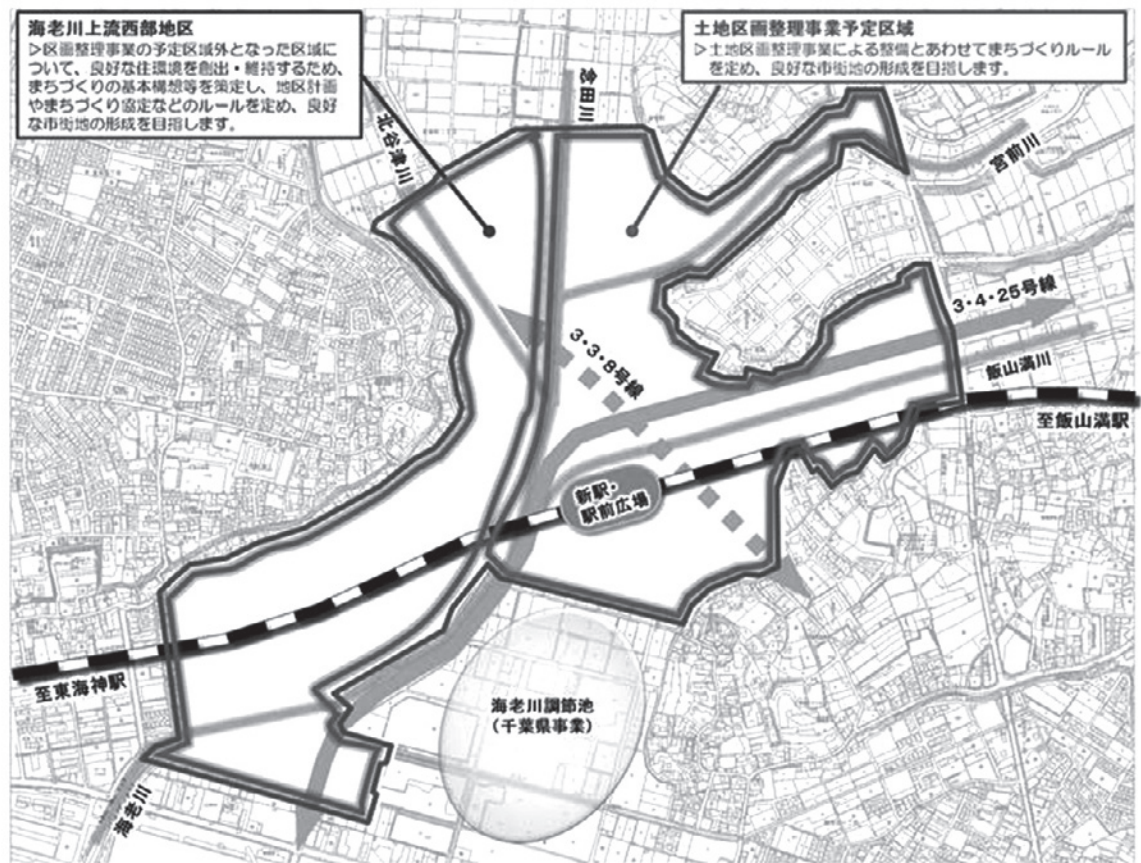 海老川上流西部地区
▷区画整理事業の予定区域外となった区域に
ついて、良好な住環境を創出・維持するため、
まちづくりの基本構想等を策定し、地区計画
やまちづくり協定などのルールを定め、良好
な市街地の形成を目指します。
土地区画整理事業予定区域
▷土地区画整理事業による整備とあわせてまちづくりルール
を定め、良好な市街地の形成を目指します。
念田川
北谷津川
宮前川
3・4・25号線
3・3・8号線
飯山満川
至飯山満駅
新駅・
駅前広場
至東海神駅
海老川調節池
(千葉県事業)
海老川